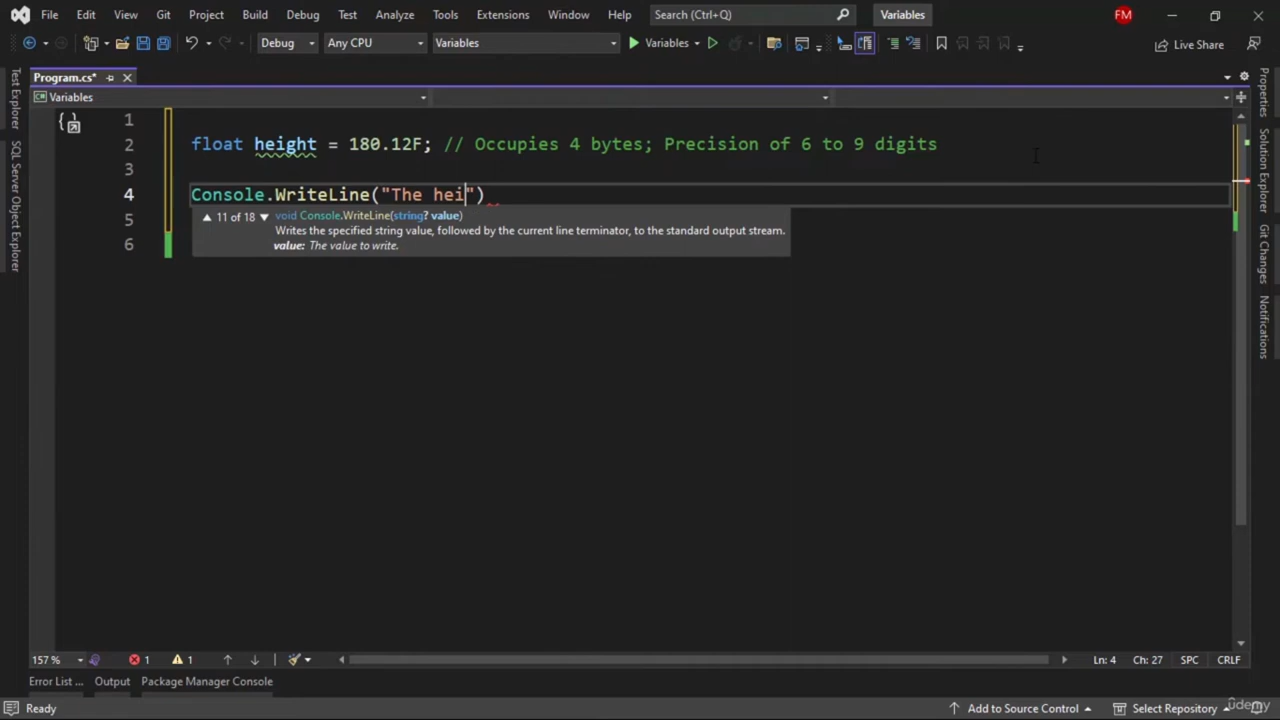 File Edit View Git Project Build Debug Test Analyze Tools Extensions Window Help Search (Ctrl+Q) Variables FM
Debug Any CPU Variables Variables Live Share
Program.cs*
Variables
1
2 float height = 180.12F; // Occupies 4 bytes; Precision of 6 to 9 digits
3
4 Console.WriteLine("The hei")
11 of 18 void Console.WriteLine(string? value)
5 Writes the specified string value, followed by the current line terminator, to the standard output stream.
6 value: The value to write.
Test Explorer
SQL Server Object Explorer
Properties
Solution Explorer
Git Changes
Notifications
157 % 1 1 Ln: 4 Ch: 27 SPC CRLF
Error List ... Output Package Manager Console
Ready Add to Source Control Select Repository
ûdemy